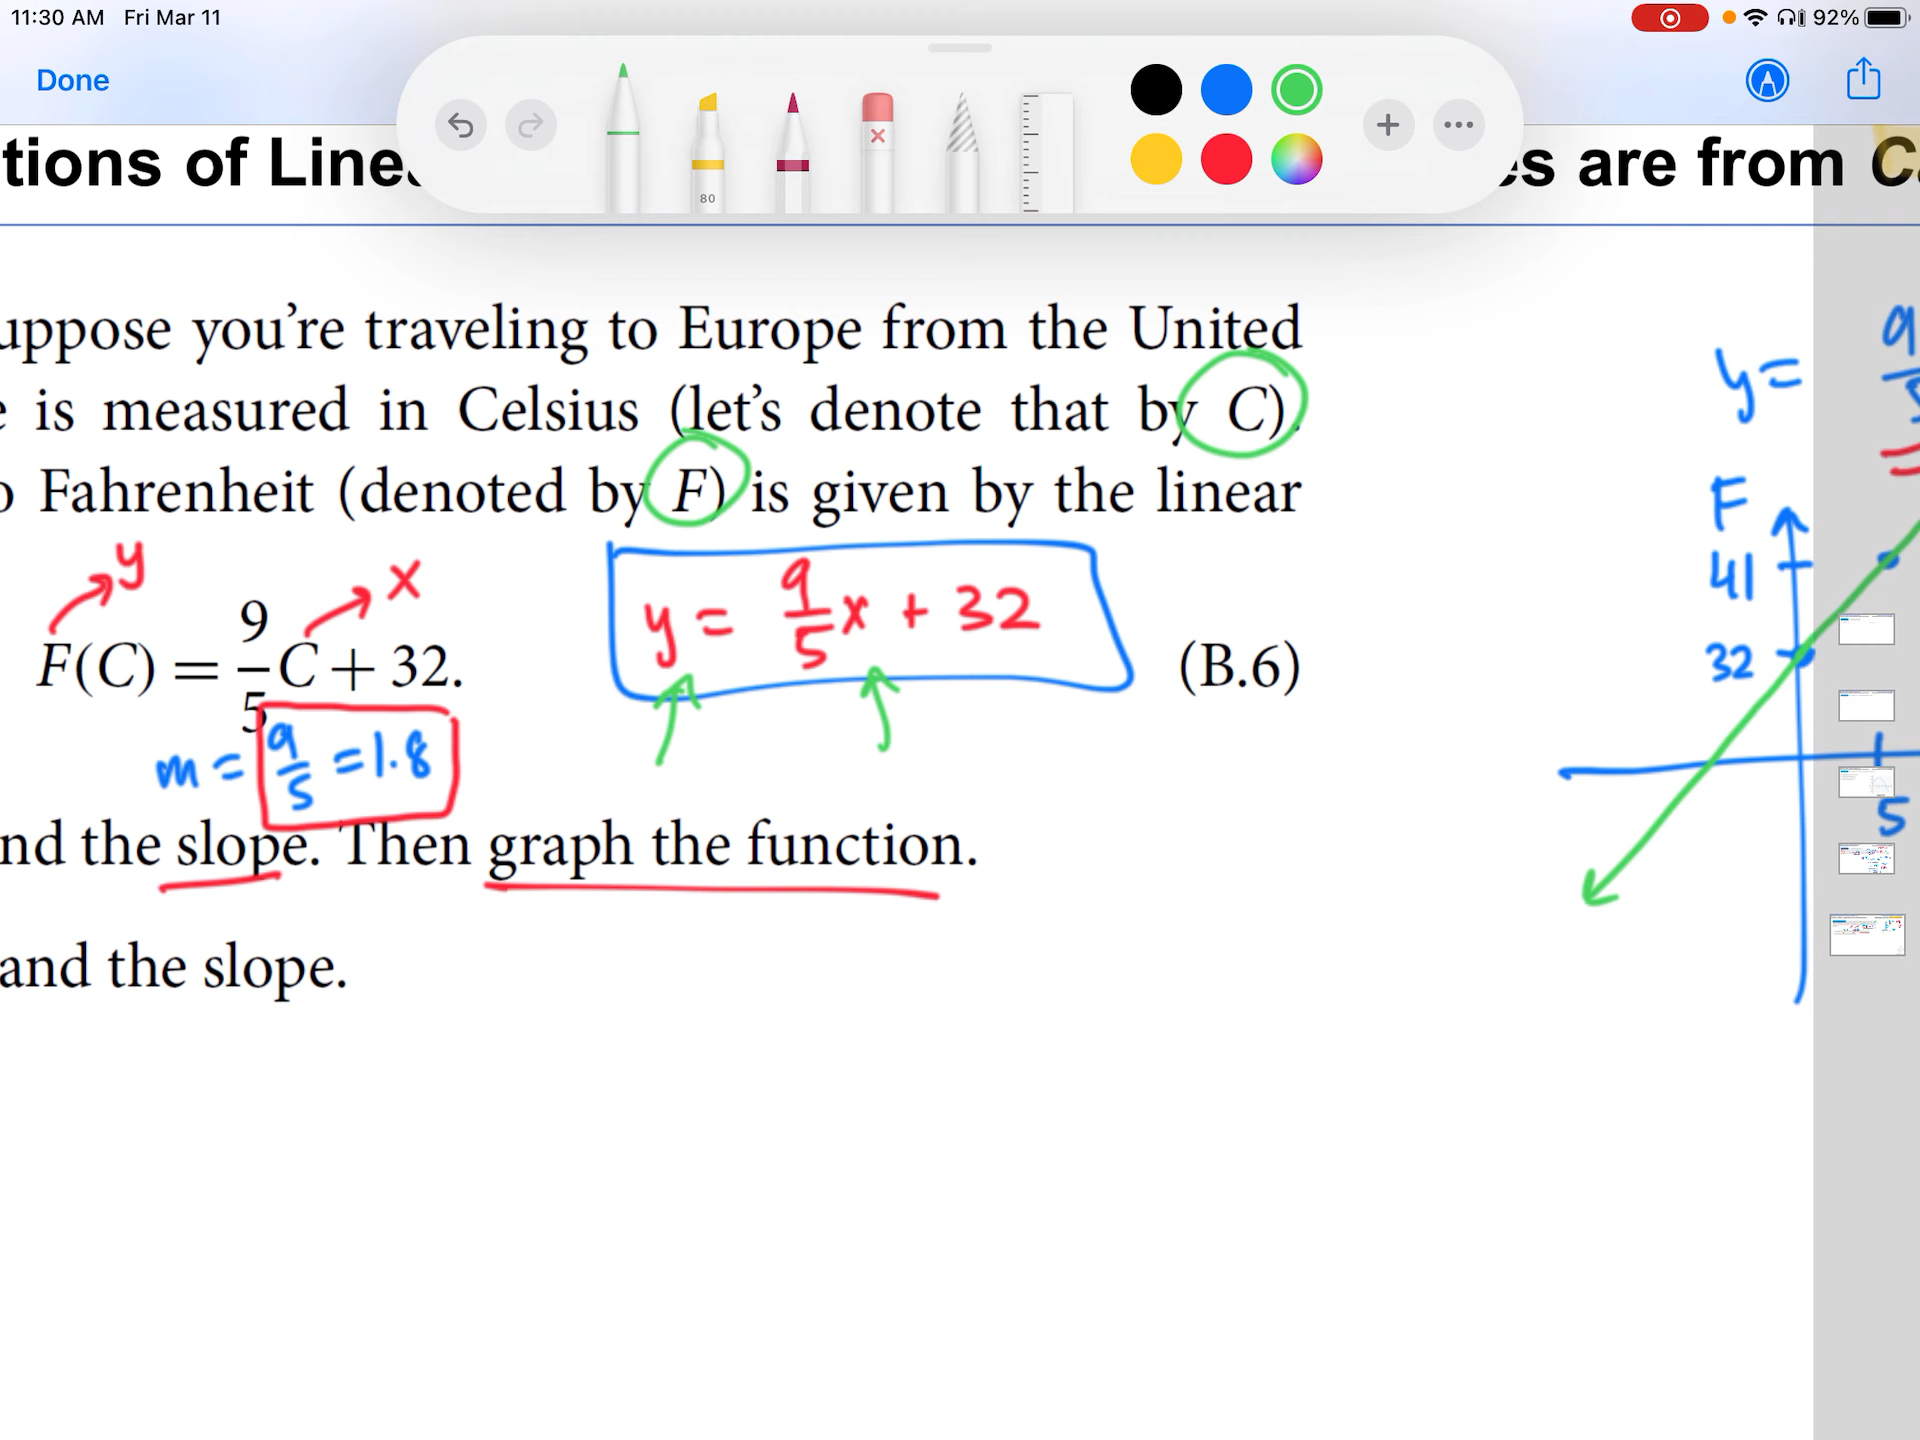 11:30 AM Fri Mar 11
92%
Done
80
tions of Line
es are from C
uppose you're traveling to Europe from the United
e is measured in Celsius (let's denote that by C).
o Fahrenheit (denoted by F) is given by the linear
y
x
F(C) = 9/5 C + 32.
y = 9/5 x + 32
(B.6)
m = 9/5 = 1.8
nd the slope. Then graph the function.
and the slope.
y = 9/5
F
41
32
5